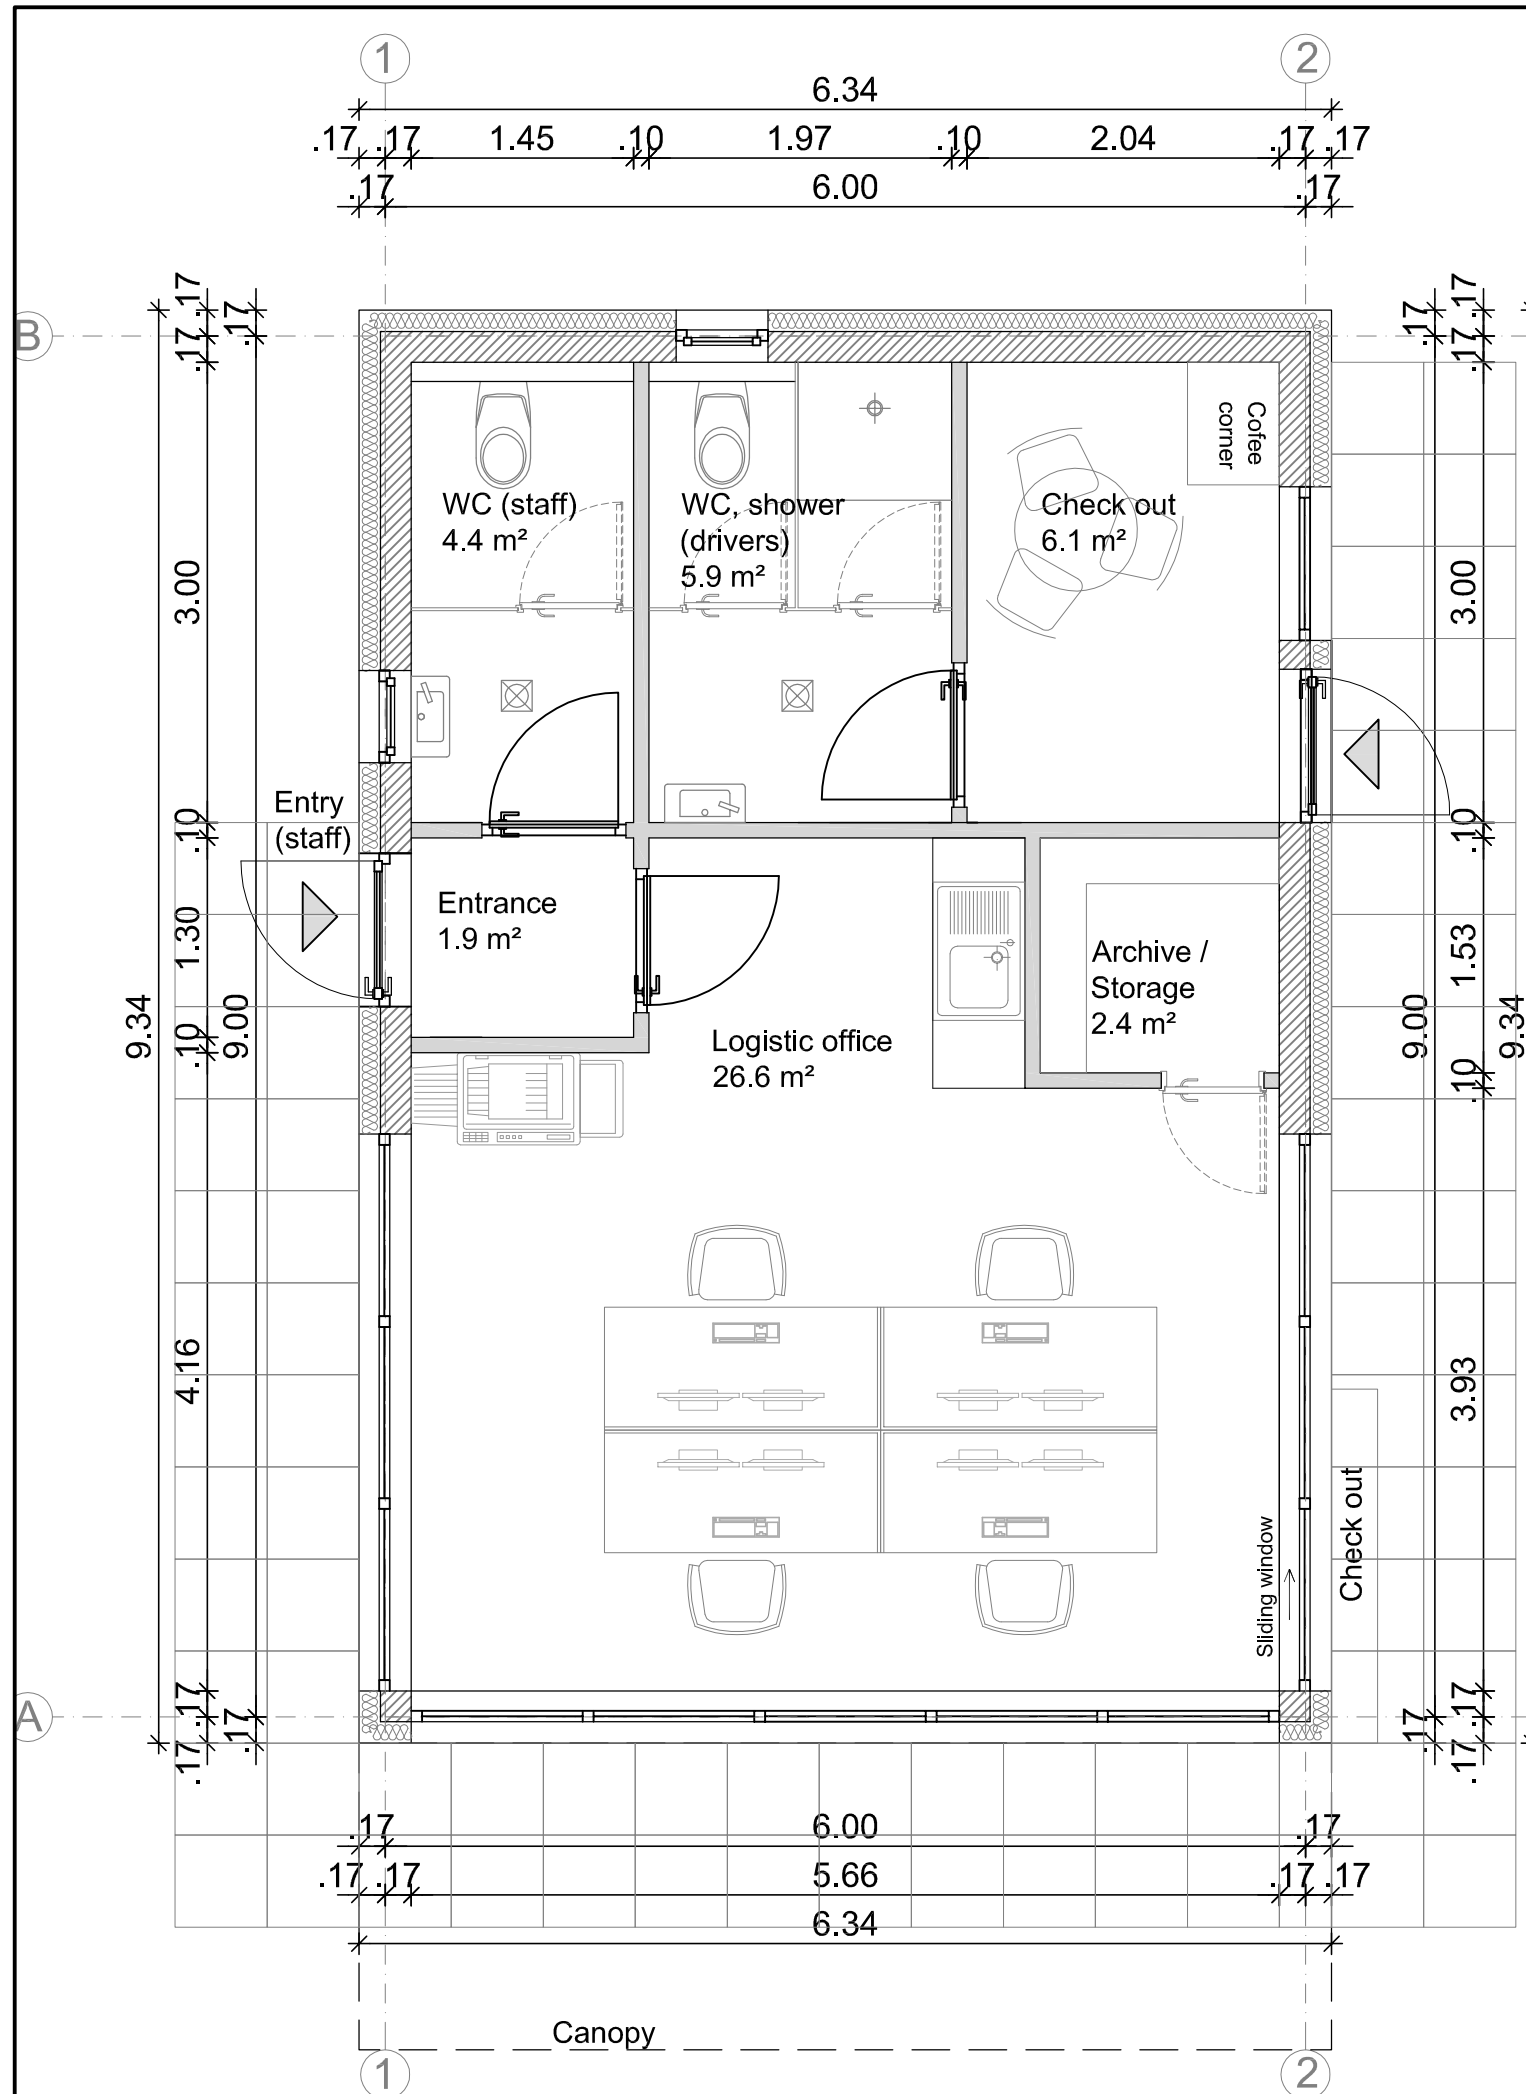 1
2
6.34
.17
.17
1.45
.10
1.97
.10
2.04
.17
.17
.17
6.00
.17
B
.17
.17
.17
.17
.17
.17
Cofee
corner
WC (staff)
4.4 m²
WC, shower
(drivers)
5.9 m²
Check out
6.1 m²
3.00
3.00
Entry
(staff)
.10
.10
Entrance
1.9 m²
1.30
1.53
Archive /
Storage
2.4 m²
9.34
.10
9.00
Logistic office
26.6 m²
9.00
9.34
.10
4.16
3.93
Sliding window
Check out
A
.17
.17
.17
.17
.17
.17
.17
6.00
.17
.17
.17
5.66
.17
.17
6.34
Canopy
1
2